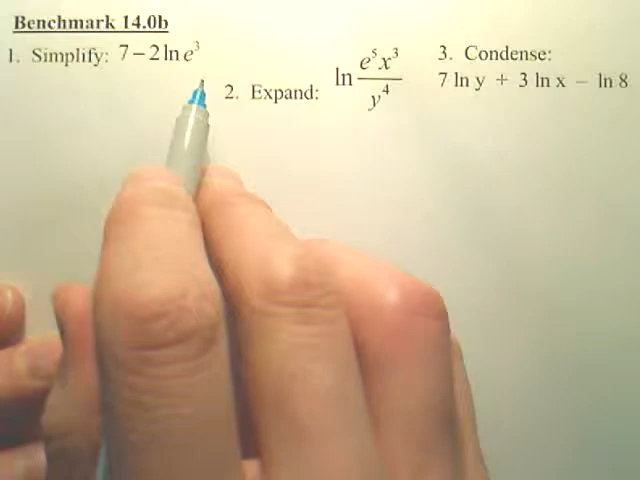 Benchmark 14.0b
1. Simplify: 7 − 2 ln e³
2. Expand: ln e⁵x³/y⁴
3. Condense:
7 ln y + 3 ln x − ln 8